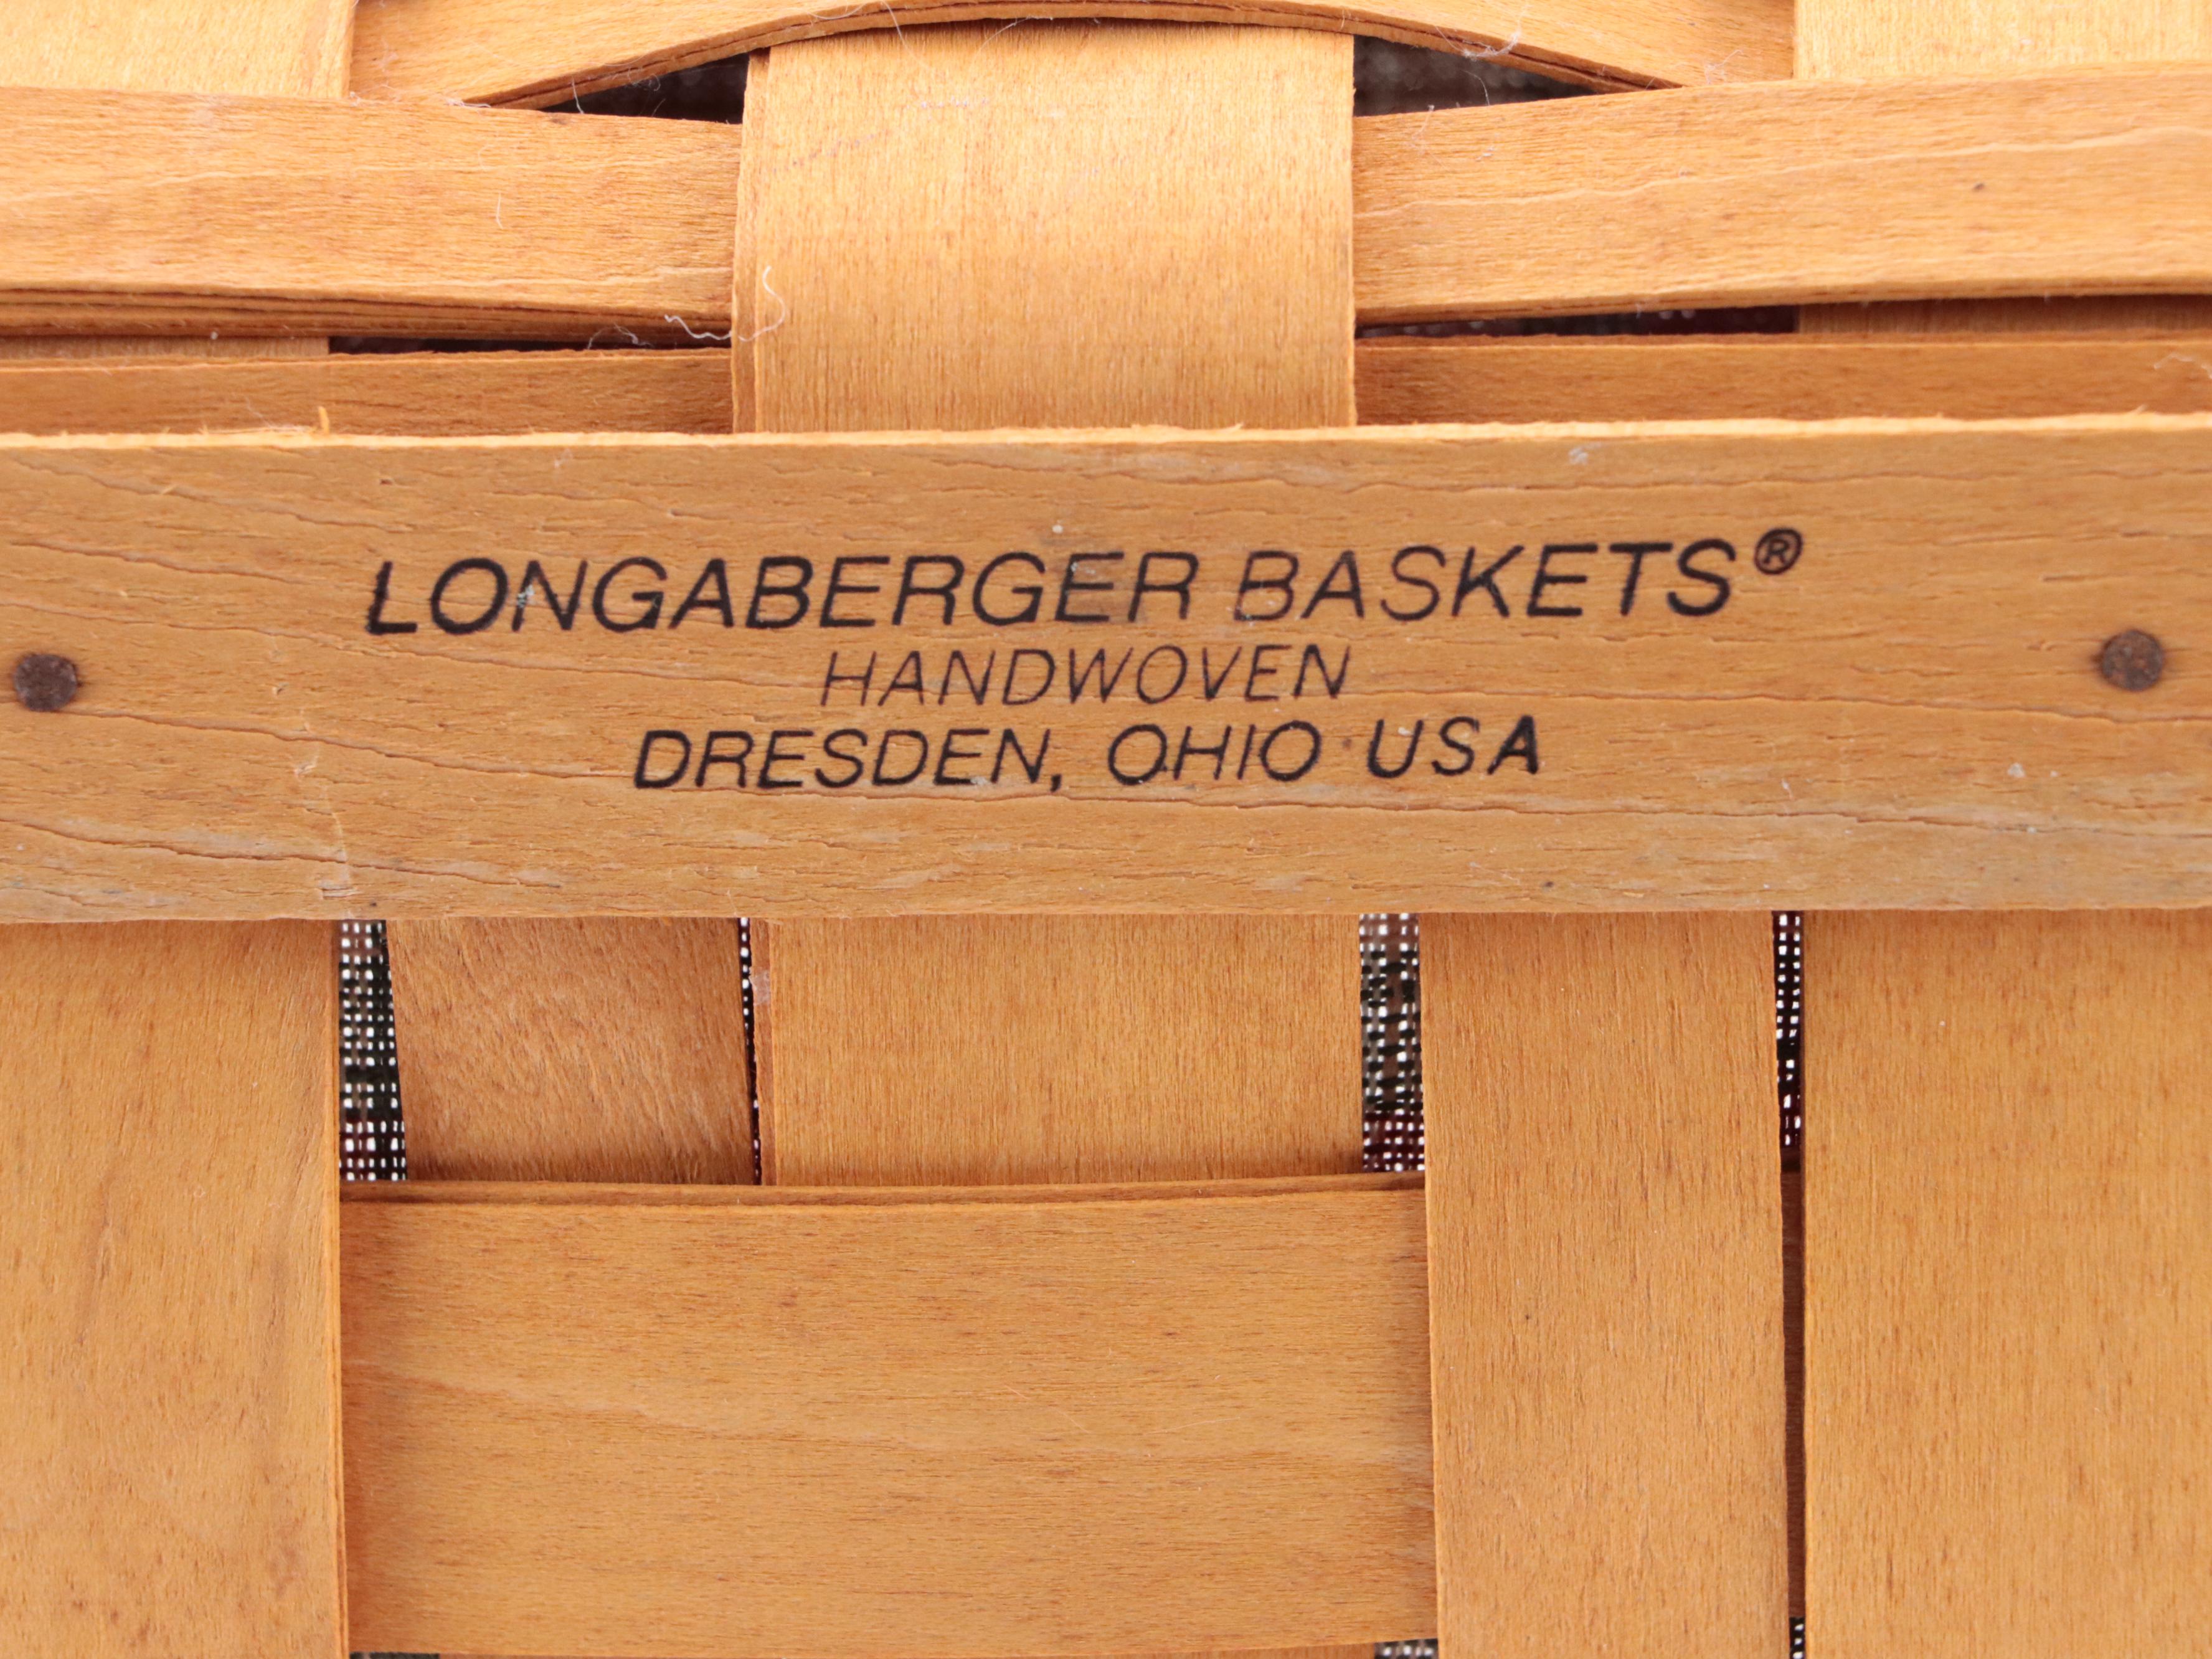 LONGABERGER BASKETS®
HANDWOVEN
DRESDEN, OHIO USA